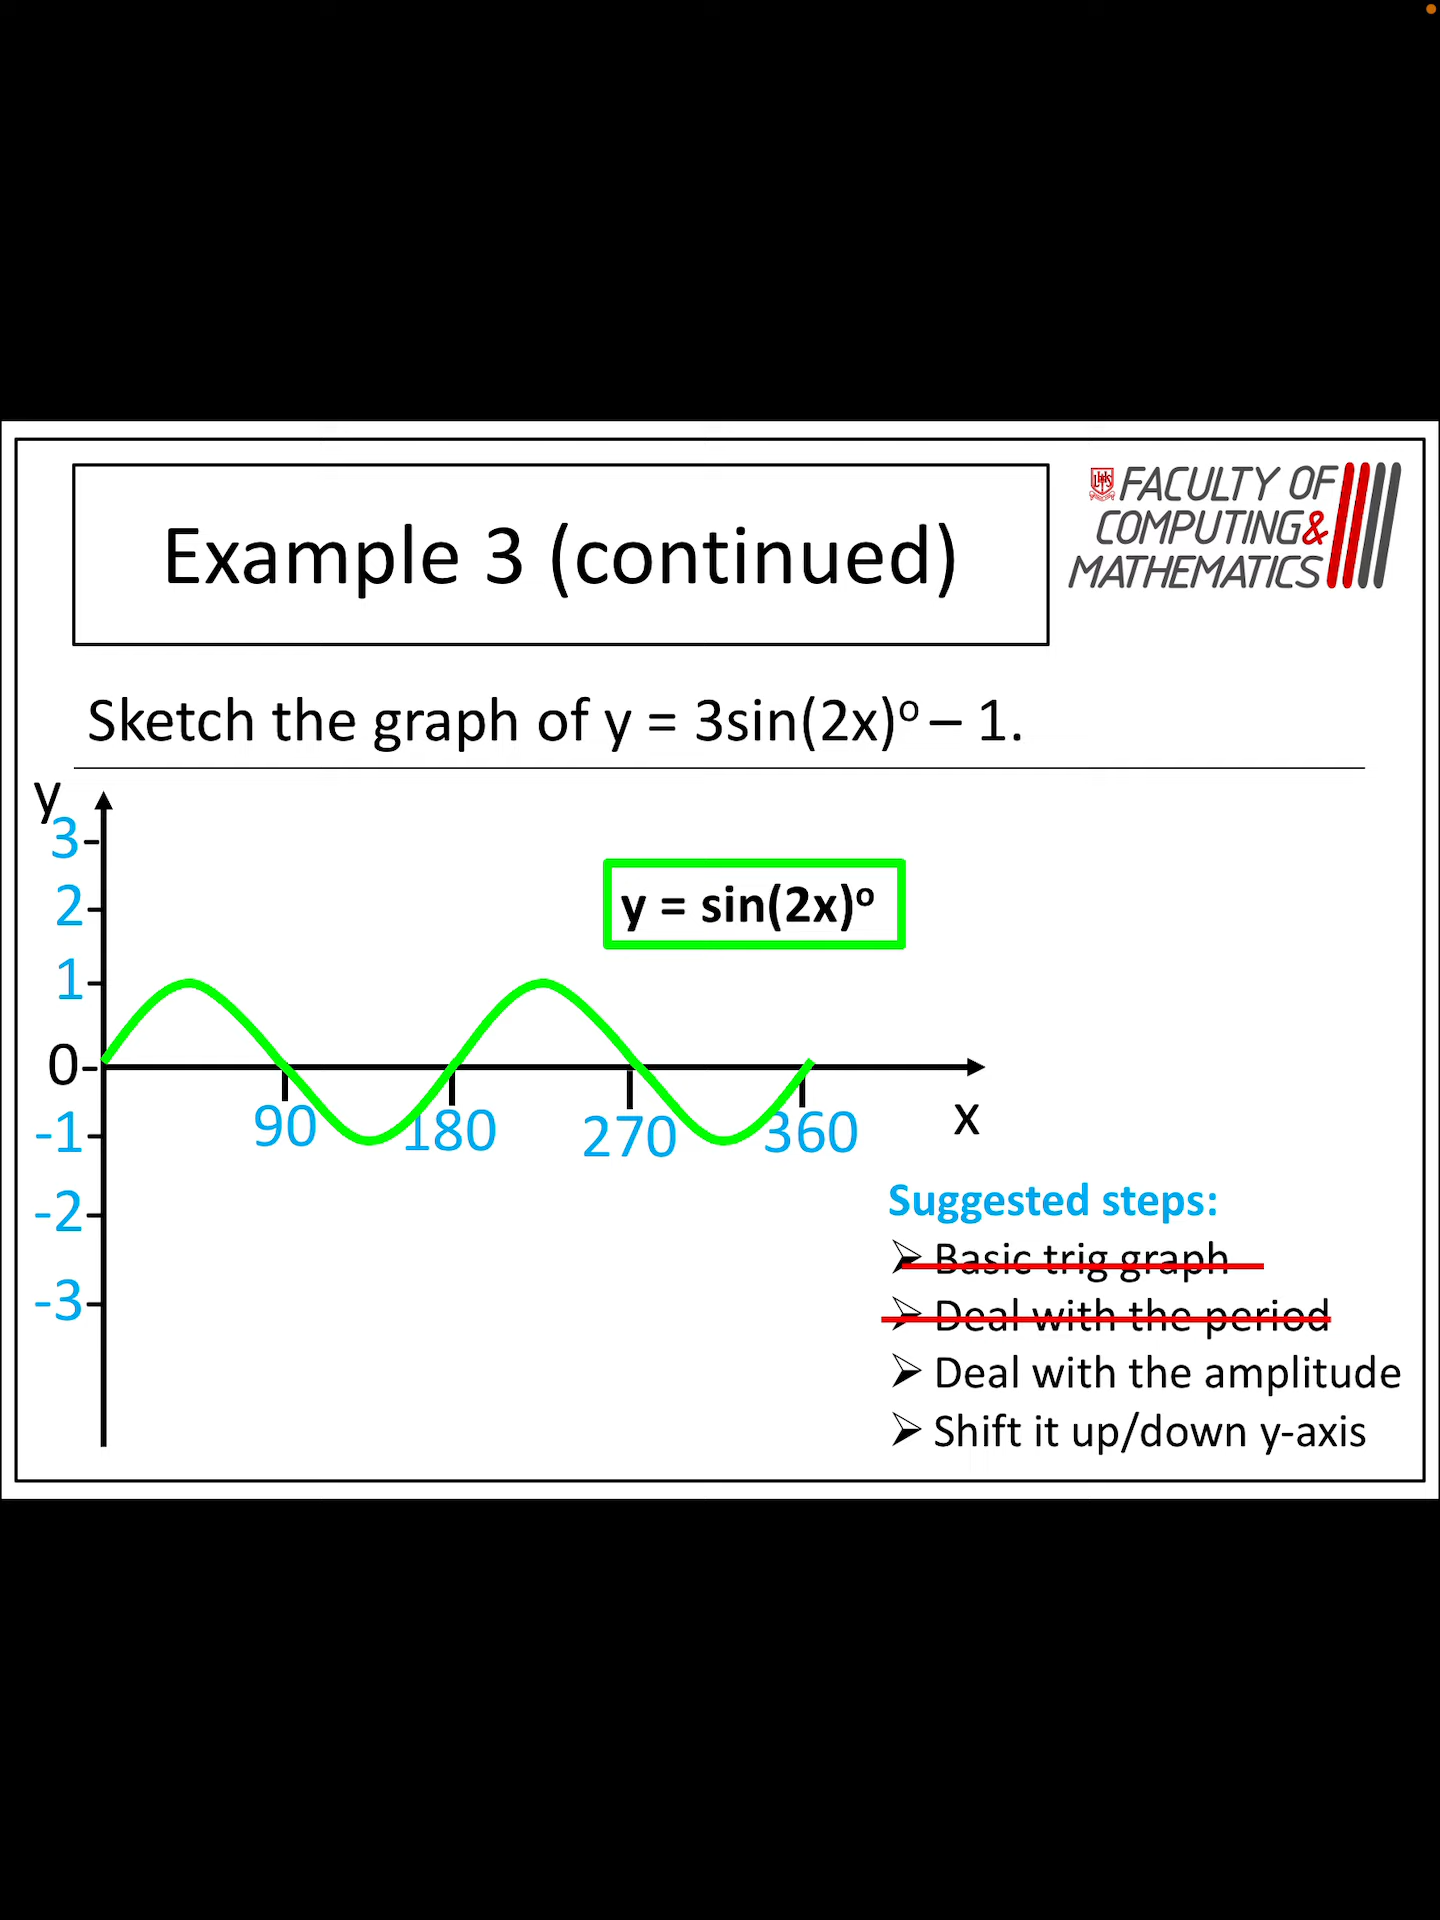 FACULTY OF
COMPUTING&
MATHEMATICS
Example 3 (continued)
Sketch the graph of y = 3sin(2x)º – 1.
y
3
2
1
0
-1
-2
-3
y = sin(2x)º
90
180
270
360
x
Suggested steps:
➢ Basic trig graph
➢ Deal with the period
➢ Deal with the amplitude
➢ Shift it up/down y-axis